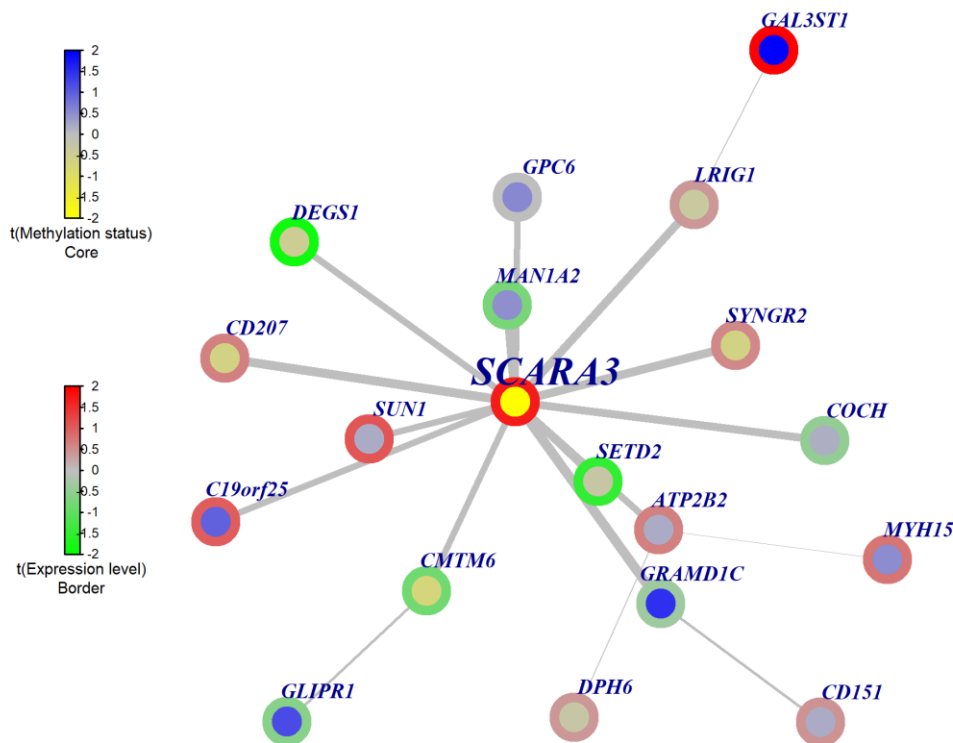 GAL3ST1
2
1.5
1
0.5
0
-0.5
-1
-1.5
-2
t(Methylation status)
Core
GPC6
LRIG1
DEGS1
MAN1A2
SYNGR2
CD207
SCARA3
2
1.5
1
0.5
0
-0.5
-1
-1.5
-2
t(Expression level)
Border
SUN1
COCH
SETD2
C19orf25
ATP2B2
MYH15
CMTM6
GRAMD1C
GLIPR1
DPH6
CD151